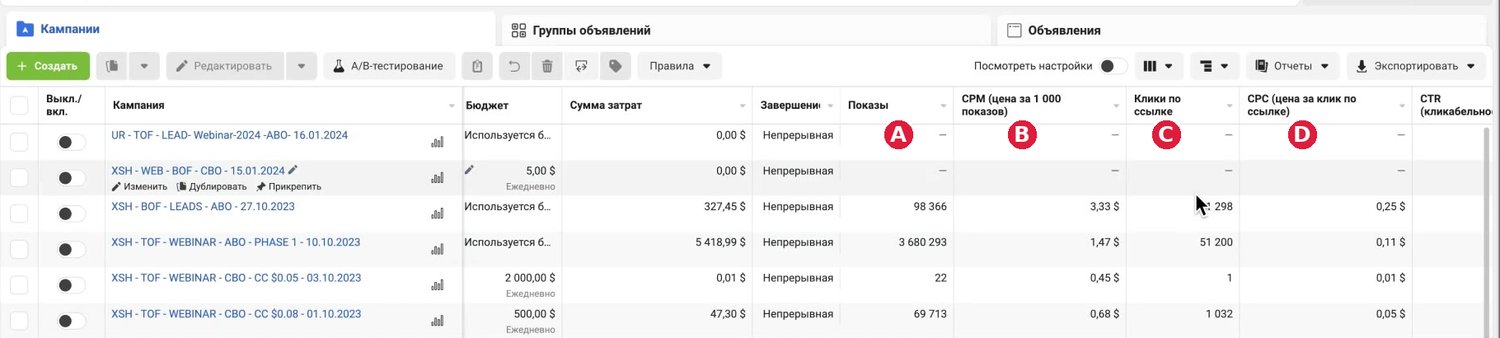 Кампании
Группы объявлений
Объявления
+ Создать
Редактировать
A/B-тестирование
Правила
Посмотреть настройки
Отчеты
Экспортировать
Выкл./
вкл.
Кампания
Бюджет
Сумма затрат
Завершени
Показы
CPM (цена за 1 000
показов)
Клики по
ссылке
CPC (цена за клик по
ссылке)
CTR
(кликабельно
A B C D
UR - TOF - LEAD- Webinar-2024 -ABO- 16.01.2024 Используется б... 0,00 $ Непрерывная — — — —
XSH - WEB - BOF - CBO - 15.01.2024 5,00 $ 0,00 $ Непрерывная — — — —
Изменить Дублировать Прикрепить Ежедневно
XSH - BOF - LEADS - ABO - 27.10.2023 Используется б... 327,45 $ Непрерывная 98 366 3,33 $ 298 0,25 $
XSH - TOF - WEBINAR - ABO - PHASE 1 - 10.10.2023 Используется б... 5 418,99 $ Непрерывная 3 680 293 1,47 $ 51 200 0,11 $
XSH - TOF - WEBINAR - CBO - CC $0.05 - 03.10.2023 2 000,00 $ 0,01 $ Непрерывная 22 0,45 $ 1 0,01 $
Ежедневно
XSH - TOF - WEBINAR - CBO - CC $0.08 - 01.10.2023 500,00 $ 47,30 $ Непрерывная 69 713 0,68 $ 1 032 0,05 $
Ежедневно